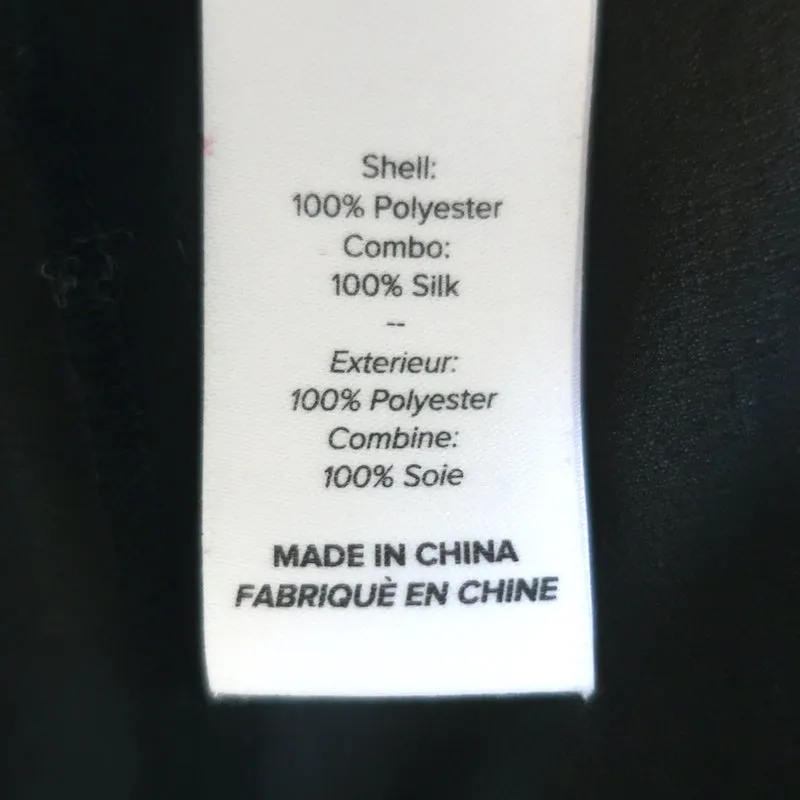 Shell:
100% Polyester
Combo:
100% Silk
--
Exterieur:
100% Polyester
Combine:
100% Soie
MADE IN CHINA
FABRIQUÈ EN CHINE